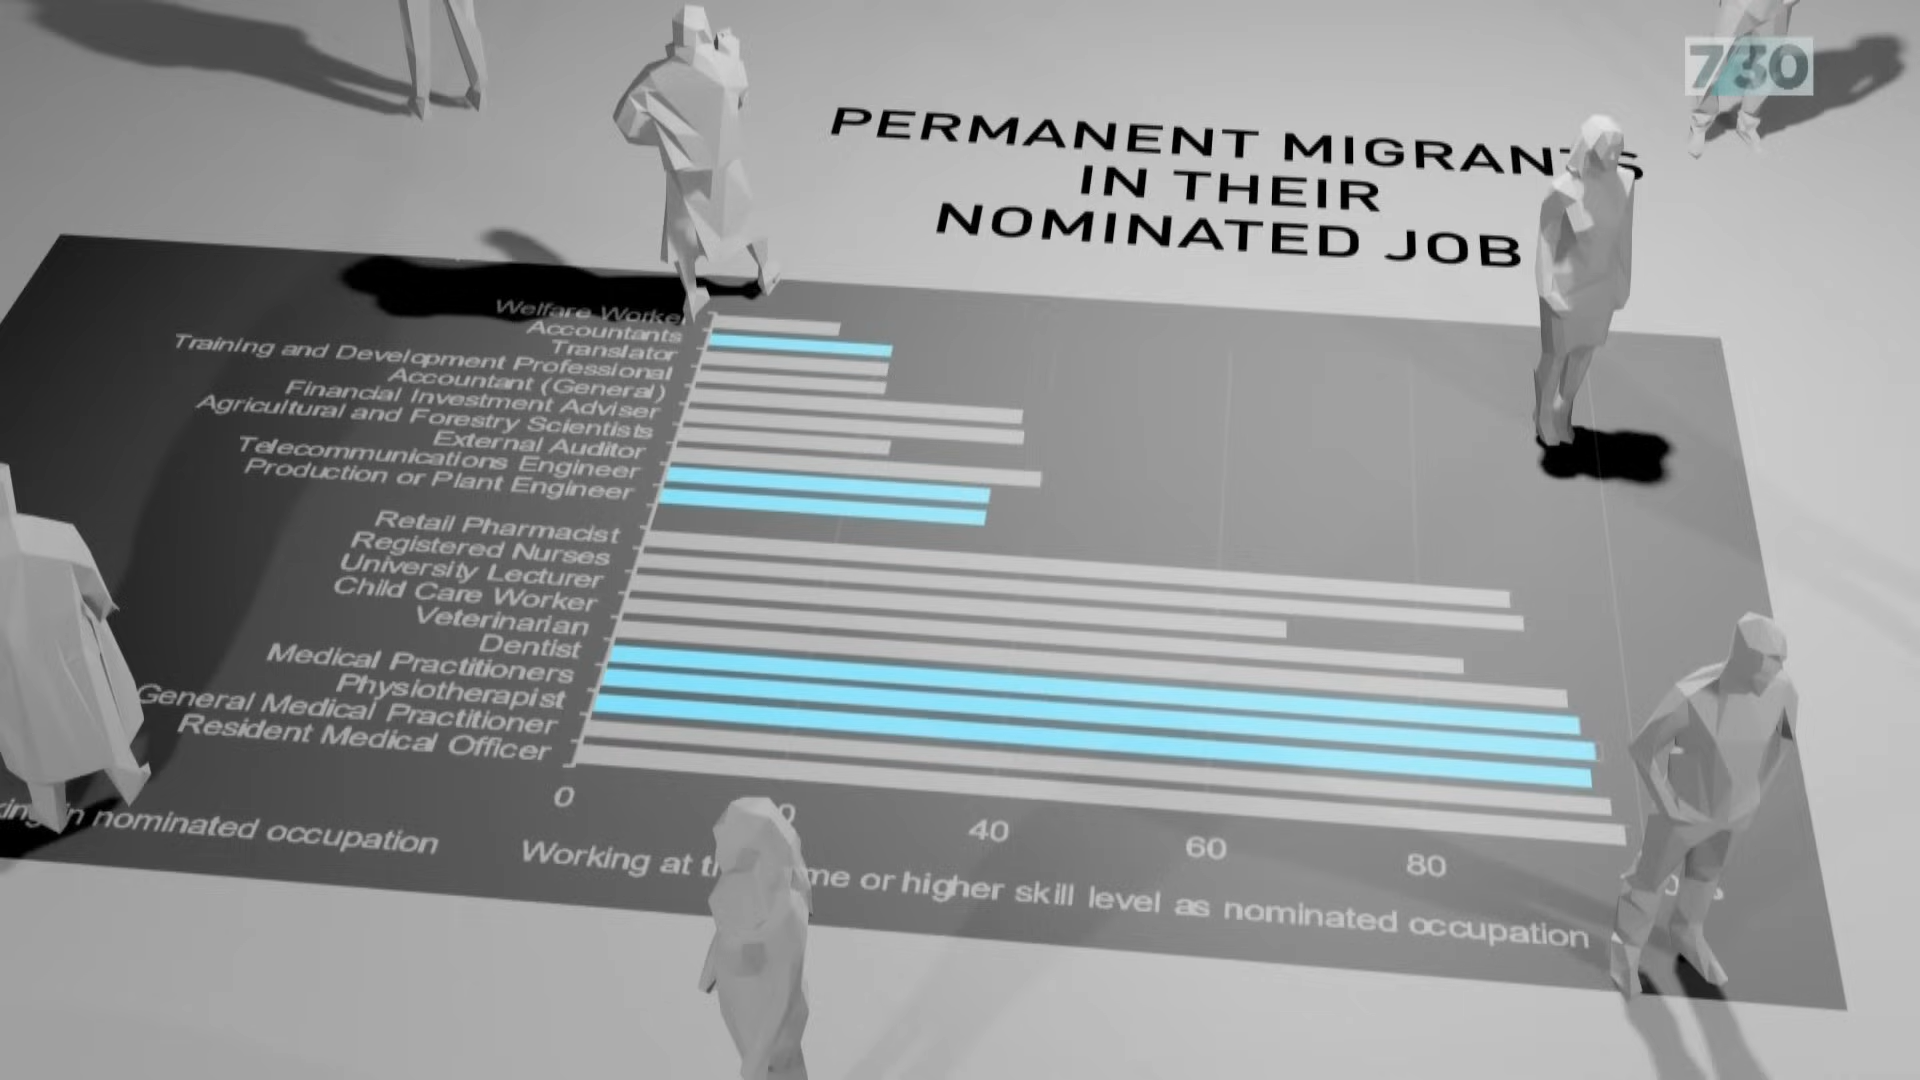 7/30
PERMANENT MIGRANTS
IN THEIR
NOMINATED JOB
Welfare Worker
Accountants
Translator
Training and Development Professional
Accountant (General)
Financial Investment Adviser
Agricultural and Forestry Scientists
External Auditor
Telecommunications Engineer
Production or Plant Engineer
Retail Pharmacist
Registered Nurses
University Lecturer
Child Care Worker
Veterinarian
Dentist
Medical Practitioners
Physiotherapist
General Medical Practitioner
Resident Medical Officer
0 40 60 80
in nominated occupation
Working at or higher skill level as nominated occupation